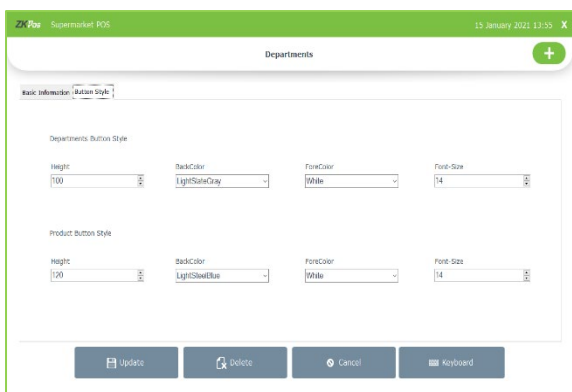 ZKPos Supermarket POS 15 January 2021 13:55 X
Departments
+
Basic Information Button Style
Departments Button Style
Height BackColor ForeColor Font-Size
100 LightSlateGray White 14
Product Button Style
Height BackColor ForeColor Font-Size
120 LightSteelBlue White 14
Update Delete Cancel Keyboard